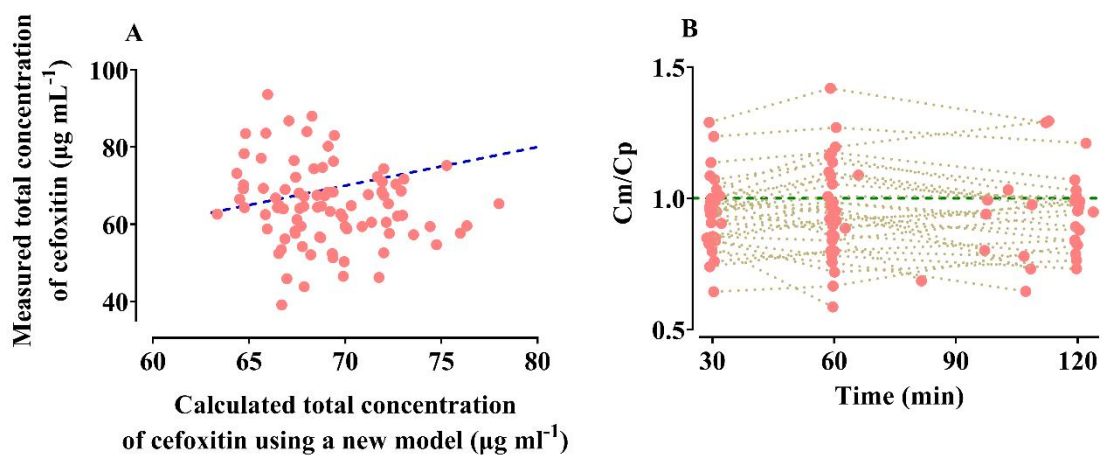 A
Measured total concentration
of cefoxitin (µg mL⁻¹)
100
80
60
40
60 65 70 75 80
Calculated total concentration
of cefoxitin using a new model (µg ml⁻¹)
B
Cm/Cp
1.5
1.0
0.5
30 60 90 120
Time (min)